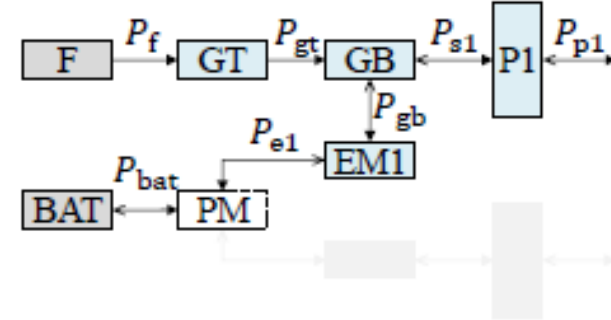 P_f P_gt P_s1 P_p1
F GT GB P1
P_gb
P_e1
EM1
P_bat
BAT PM